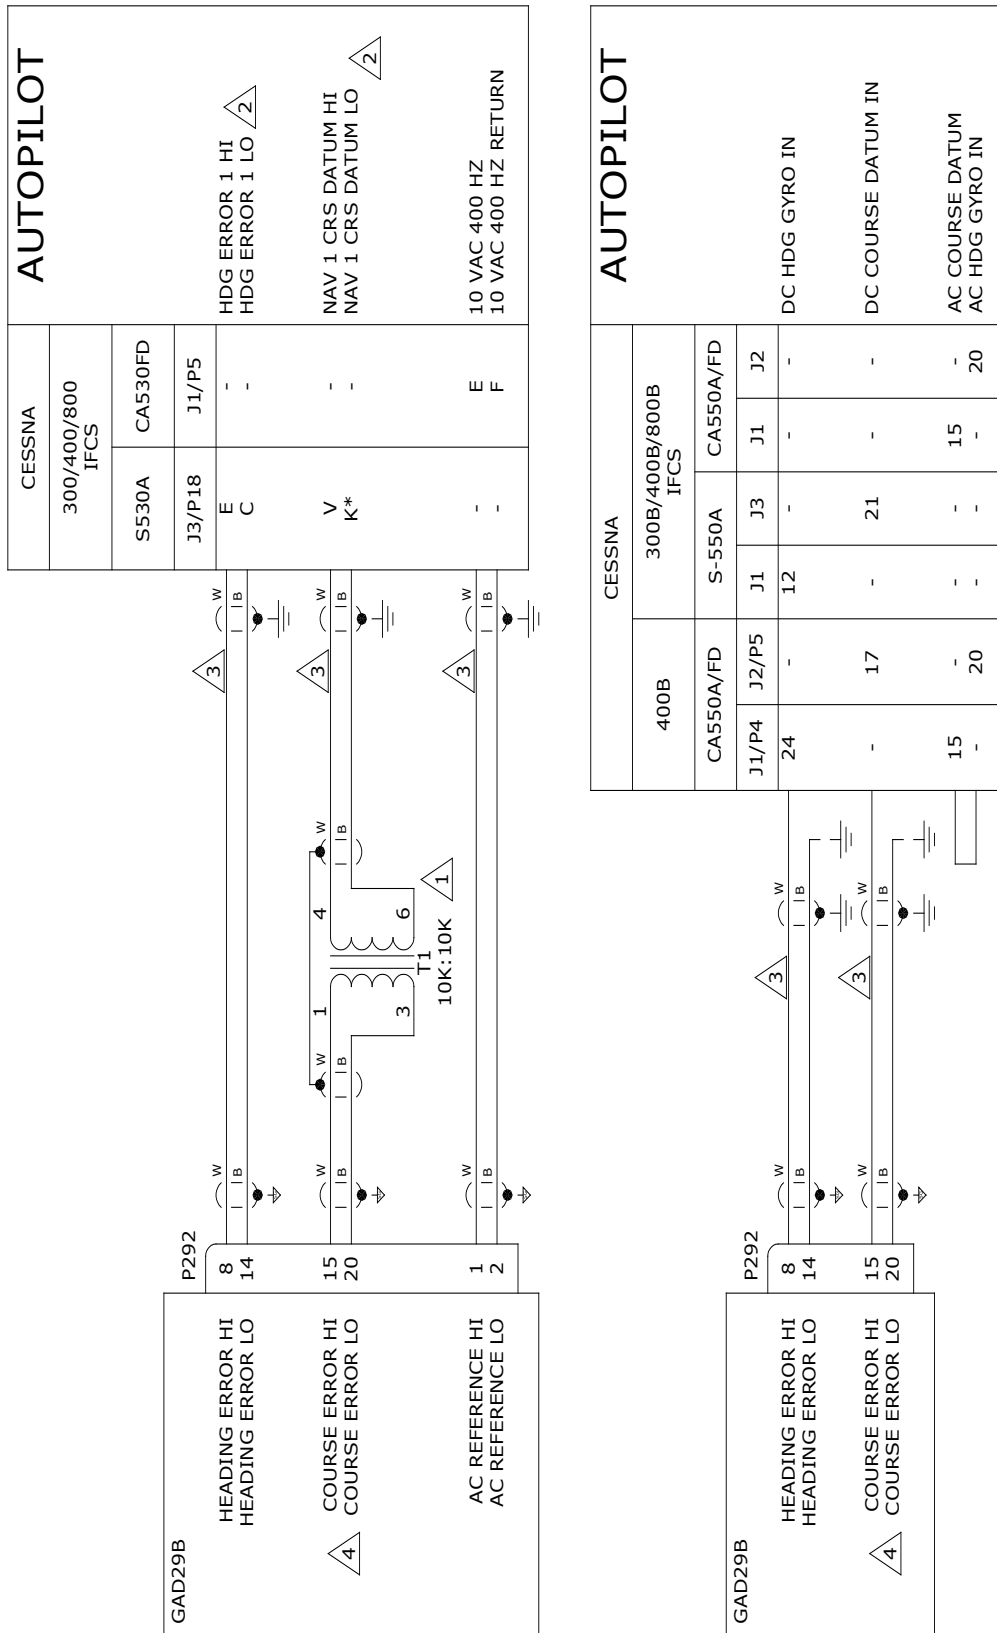 GAD29B
P292
HEADING ERROR HI 8
HEADING ERROR LO 14
4
COURSE ERROR HI 15
COURSE ERROR LO 20
AC REFERENCE HI 1
AC REFERENCE LO 2
W B
W B
W B
W B
1
3
T1
10K:10K
4
6
W B
1
3
3
3
W B
W B
W B
CESSNA
AUTOPILOT
300/400/800
IFCS
S530A CA530FD
J3/P18 J1/P5
E - HDG ERROR 1 HI
C - HDG ERROR 1 LO
2
V - NAV 1 CRS DATUM HI
K* - NAV 1 CRS DATUM LO
2
- E 10 VAC 400 HZ
- F 10 VAC 400 HZ RETURN
GAD29B
P292
HEADING ERROR HI 8
HEADING ERROR LO 14
4
COURSE ERROR HI 15
COURSE ERROR LO 20
W B
W B
3
3
W B
W B
CESSNA
AUTOPILOT
400B 300B/400B/800B
IFCS
CA550A/FD S-550A CA550A/FD
J1/P4 J2/P5 J1 J3 J1 J2
24 - 12 - - - DC HDG GYRO IN
- 17 - 21 - - DC COURSE DATUM IN
15 - - - 15 - AC COURSE DATUM
- 20 - - - 20 AC HDG GYRO IN